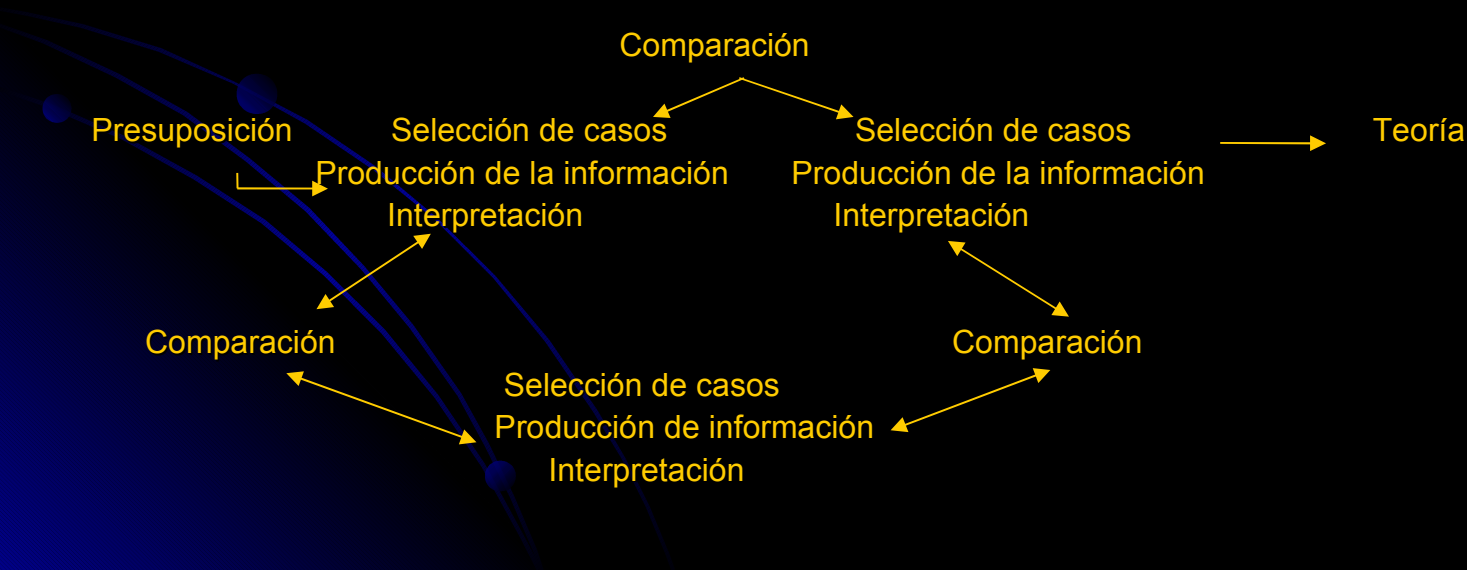 Comparación
Presuposición Selección de casos Selección de casos Teoría
Producción de la información Producción de la información
Interpretación Interpretación
Comparación Comparación
Selección de casos
Producción de información
Interpretación